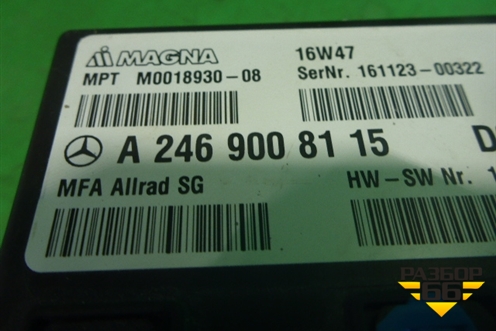 MAGNA
16W47
MPT M0018930-08
SerNr. 161123-00322
A 246 900 81 15
MFA Allrad SG
HW-SW Nr. 1
РАЗБОР
66